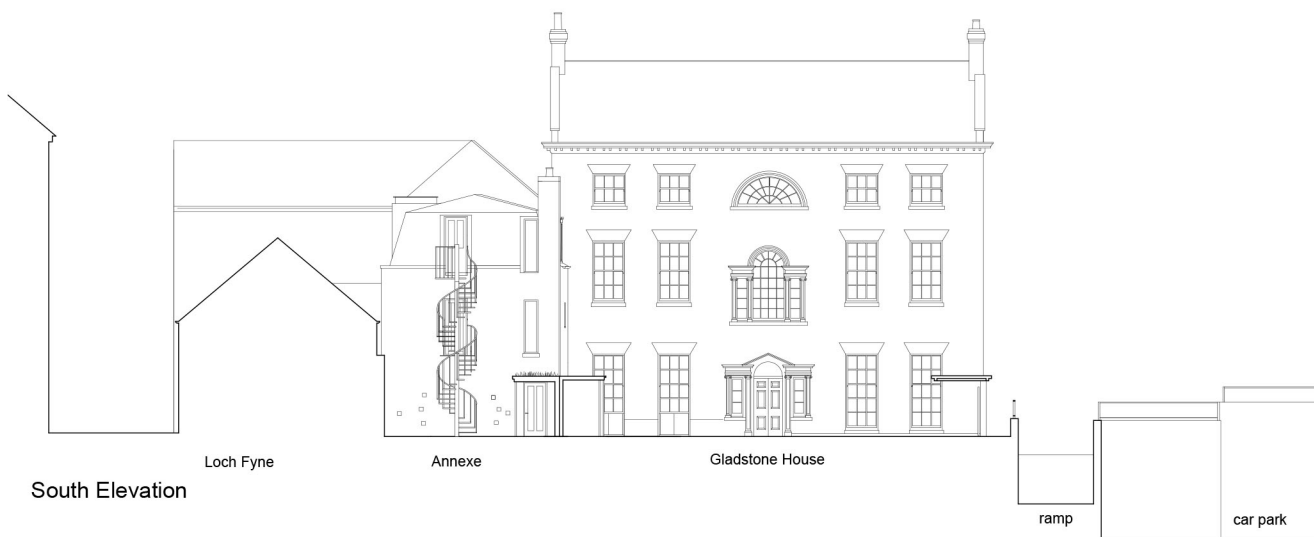 Loch Fyne
Annexe
Gladstone House
South Elevation
ramp
car park